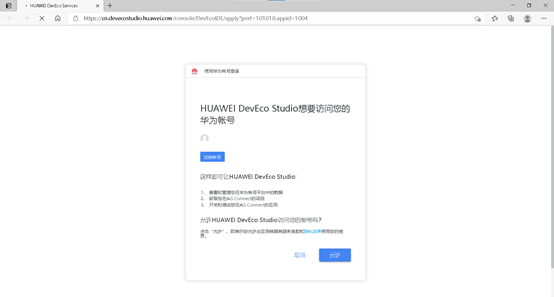 HUAWEI DevEco Services
https://cn.devecostudio.huawei.com/console/DevEcoIDE/apply?port=10101&appid=1004
使用华为帐号登录
HUAWEI DevEco Studio想要访问您的
华为帐号
切换帐号
这样即可让HUAWEI DevEco Studio:
1. 查看和管理您在华为帐号平台中的数据
2. 获取您在AG Connect的项目
3. 开发和调试您在AG Connect的应用
允许HUAWEI DevEco Studio访问您的帐号吗?
点击“允许”，即表示您允许此应用根据其服务条款和隐私政策使用您的信
息。
取消
允许